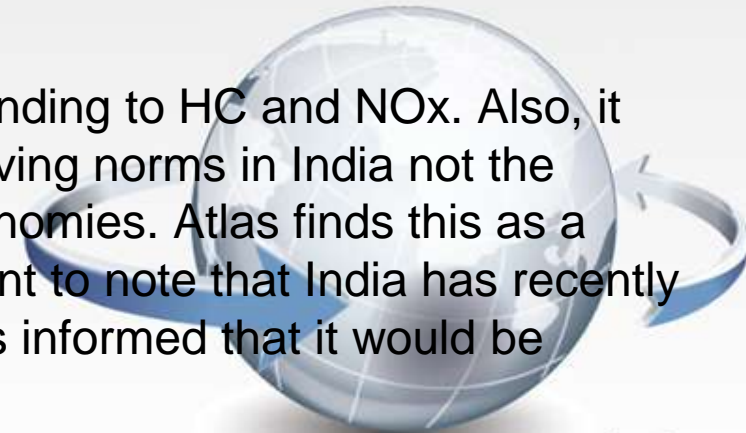 nding to HC and NOx. Also, it
ving norms in India not the
nomies. Atlas finds this as a
nt to note that India has recently
s informed that it would be